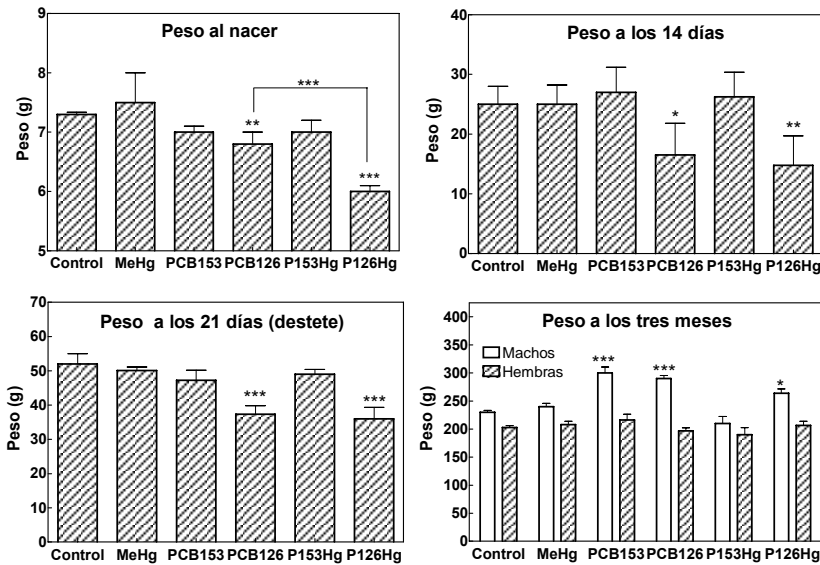 Peso al nacer
Peso (g)
9
8
7
6
5
**
***
***
Control MeHg PCB153 PCB126 P153Hg P126Hg
Peso a los 14 días
Peso (g)
40
30
20
10
0
*
**
Control MeHg PCB153 PCB126 P153Hg P126Hg
Peso a los 21 días (destete)
Peso (g)
70
60
50
40
30
20
10
0
***
***
Control MeHg PCB153 PCB126 P153Hg P126Hg
Peso a los tres meses
Machos
Hembras
Peso (g)
400
350
300
250
200
150
100
50
0
***
***
*
Control MeHg PCB153 PCB126 P153Hg P126Hg